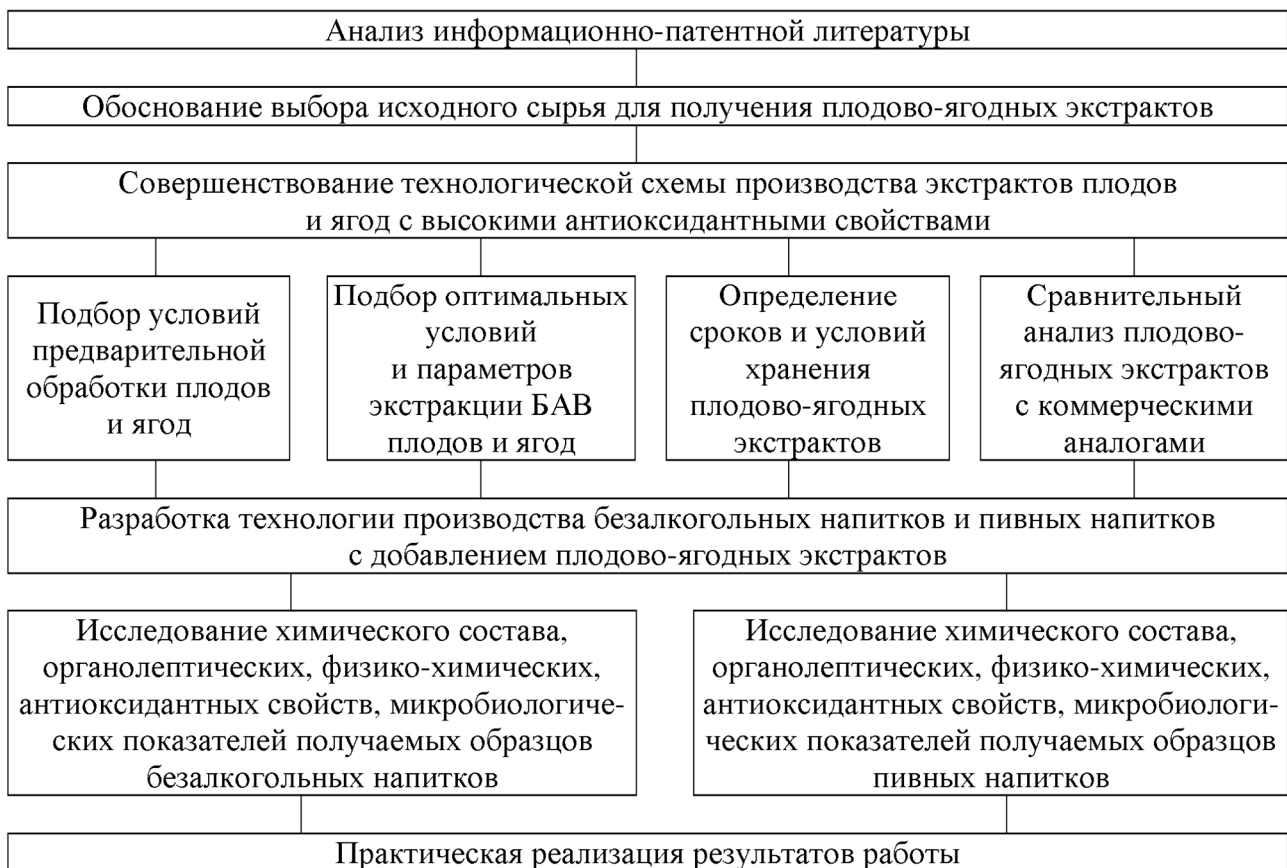 Анализ информационно-патентной литературы
Обоснование выбора исходного сырья для получения плодово-ягодных экстрактов
Совершенствование технологической схемы производства экстрактов плодов
и ягод с высокими антиоксидантными свойствами
Подбор условий
предварительной
обработки плодов
и ягод
Подбор оптимальных
условий
и параметров
экстракции БАВ
плодов и ягод
Определение
сроков и условий
хранения
плодово-ягодных
экстрактов
Сравнительный
анализ плодово-
ягодных экстрактов
с коммерческими
аналогами
Разработка технологии производства безалкогольных напитков и пивных напитков
с добавлением плодово-ягодных экстрактов
Исследование химического состава,
органолептических, физико-химических,
антиоксидантных свойств, микробиологиче-
ских показателей получаемых образцов
безалкогольных напитков
Исследование химического состава,
органолептических, физико-химических,
антиоксидантных свойств, микробиологи-
ческих показателей получаемых образцов
пивных напитков
Практическая реализация результатов работы